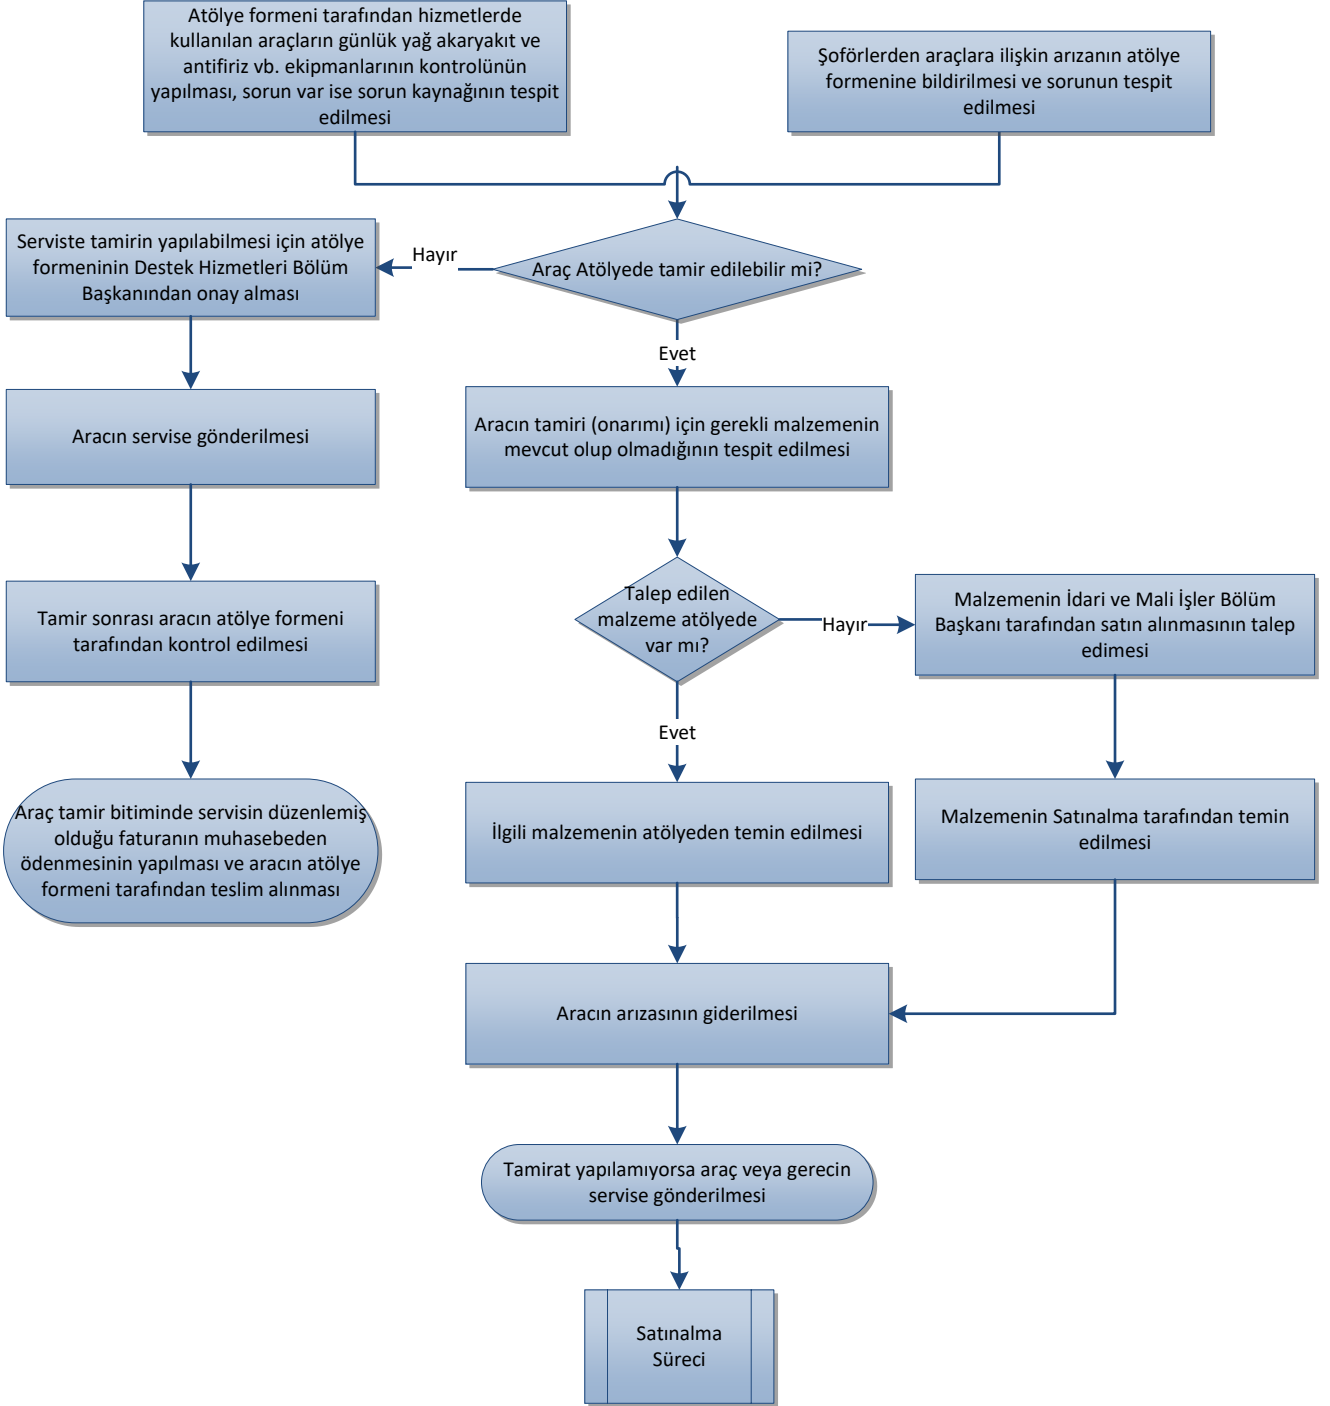 Atölye formeni tarafından hizmetlerde
kullanılan araçların günlük yağ akaryakıt ve
antifiriz vb. ekipmanlarının kontrolünün
yapılması, sorun var ise sorun kaynağının tespit
edilmesi
Şoförlerden araçlara ilişkin arızanın atölye
formenine bildirilmesi ve sorunun tespit
edilmesi
Serviste tamirin yapılabilmesi için atölye
formeninin Destek Hizmetleri Bölüm
Başkanından onay alması
Hayır
Araç Atölyede tamir edilebilir mi?
Evet
Aracın servise gönderilmesi
Aracın tamiri (onarımı) için gerekli malzemenin
mevcut olup olmadığının tespit edilmesi
Tamir sonrası aracın atölye formeni
tarafından kontrol edilmesi
Talep edilen
malzeme atölyede
var mı?
Hayır
Malzemenin İdari ve Mali İşler Bölüm
Başkanı tarafından satın alınmasının talep
edimesi
Evet
Araç tamir bitiminde servisin düzenlemiş
olduğu faturanın muhasebeden
ödenmesinin yapılması ve aracın atölye
formeni tarafından teslim alınması
İlgili malzemenin atölyeden temin edilmesi
Malzemenin Satınalma tarafından temin
edilmesi
Aracın arızasının giderilmesi
Tamirat yapılamıyorsa araç veya gerecin
servise gönderilmesi
Satınalma
Süreci